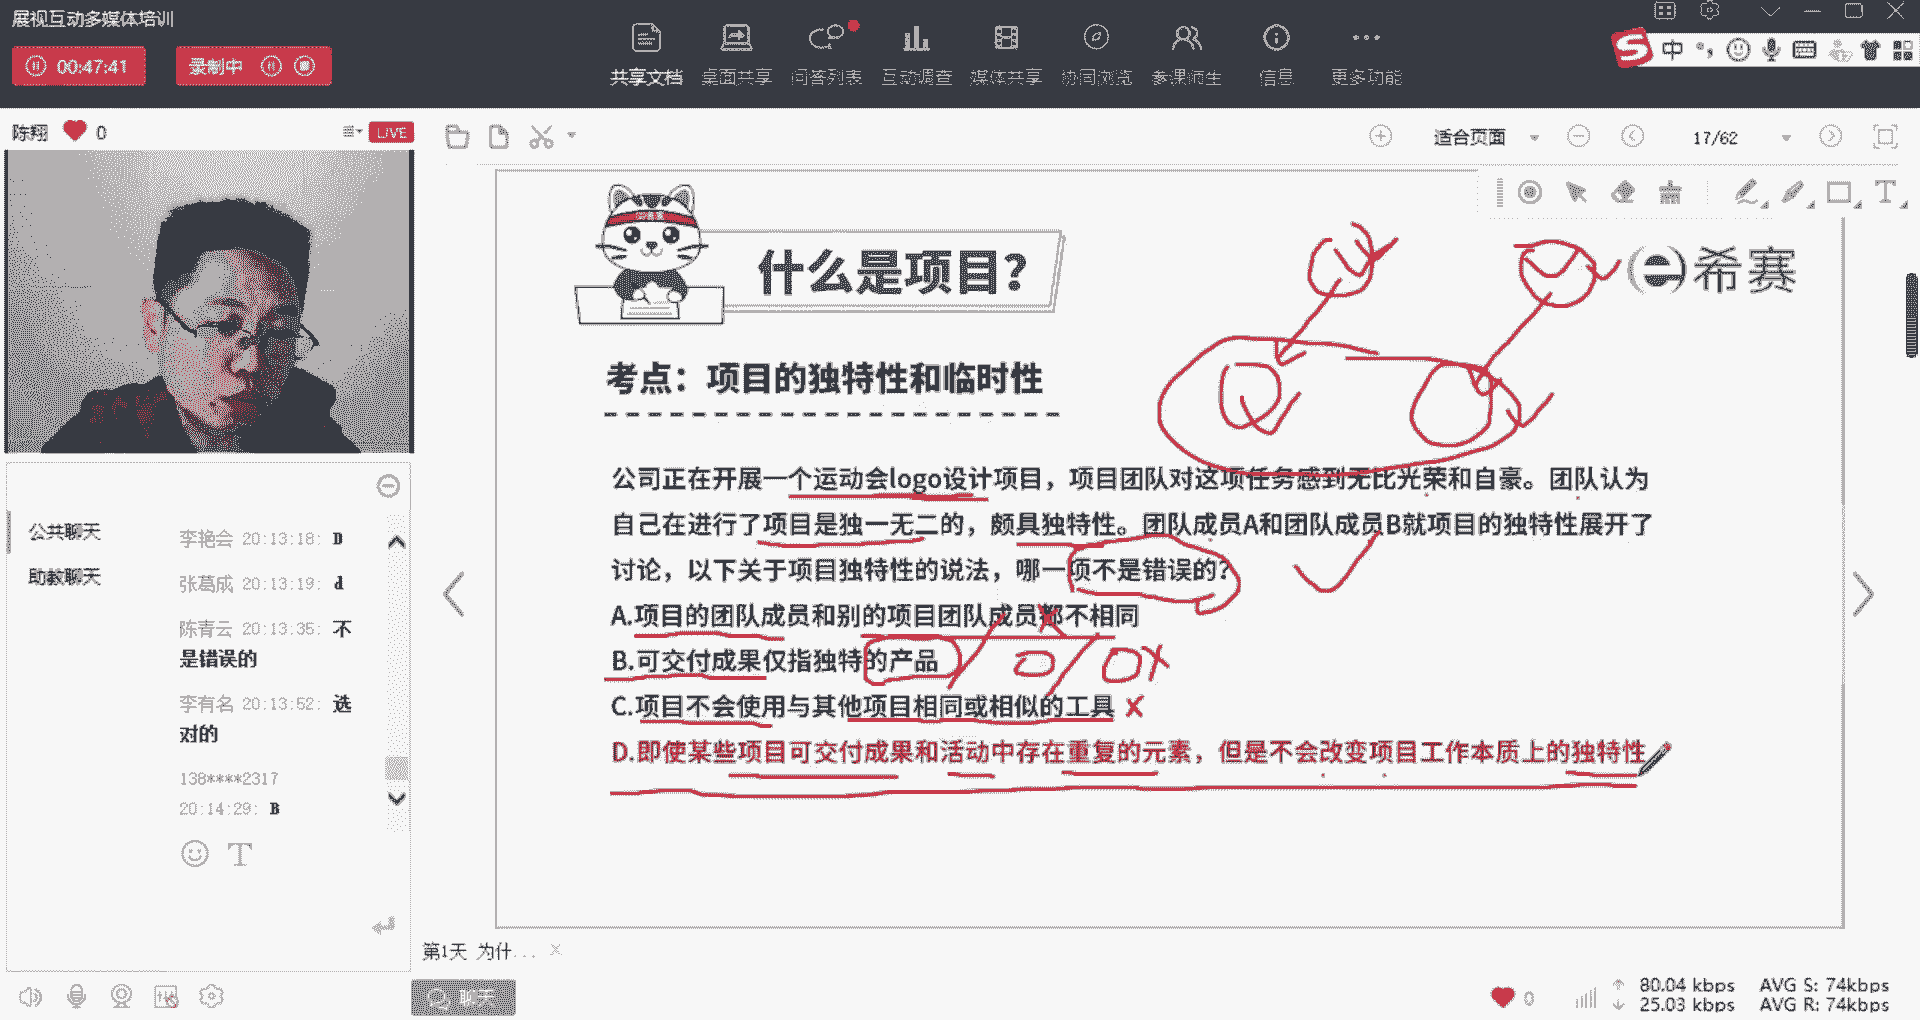 展视互动多媒体培训
00:47:41
录制中
共享文档 桌面共享 问答列表 互动调查 媒体共享 协同浏览 参课师生 信息 更多功能
中
陈翔 0
LIVE
适合页面
17/62
T
什么是项目？
希赛
考点：项目的独特性和临时性
公司正在开展一个运动会logo设计项目，项目团队对这项任务感到无比光荣和自豪。团队认为
自己在进行了项目是独一无二的，颇具独特性。团队成员A和团队成员B就项目的独特性展开了
讨论，以下关于项目独特性的说法，哪一项不是错误的？
A.项目的团队成员和别的项目团队成员都不相同
B.可交付成果仅指独特的产品
C.项目不会使用与其他项目相同或相似的工具
D.即使某些项目可交付成果和活动中存在重复的元素，但是不会改变项目工作本质上的独特性
公共聊天
助教聊天
李艳会 20:13:18: D
张葛成 20:13:19: d
陈青云 20:13:35: 不
是错误的
李有名 20:13:52: 选
对的
138****2317
20:14:29: B
T
第1天 为什...
聊天
0
80.04 kbps AVG S: 74kbps
25.03 kbps AVG R: 74kbps